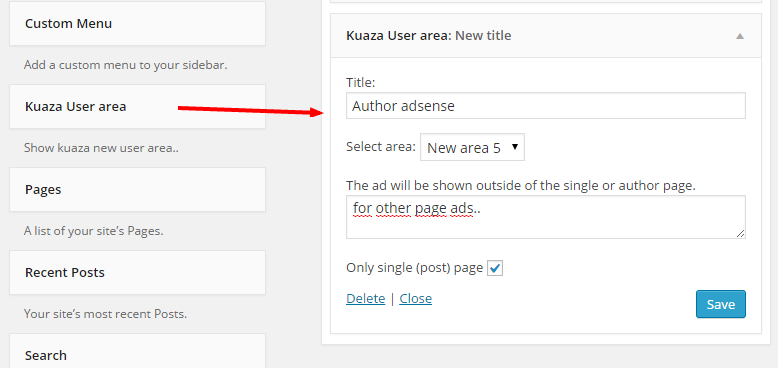 Custom Menu
Add a custom menu to your sidebar.
Kuaza User area
Show kuaza new user area..
Pages
A list of your site's Pages.
Recent Posts
Your site's most recent Posts.
Search
Kuaza User area: New title
Title:
Author adsense
Select area: New area 5
The ad will be shown outside of the single or author page.
for other page ads..
Only single (post) page
Delete | Close
Save